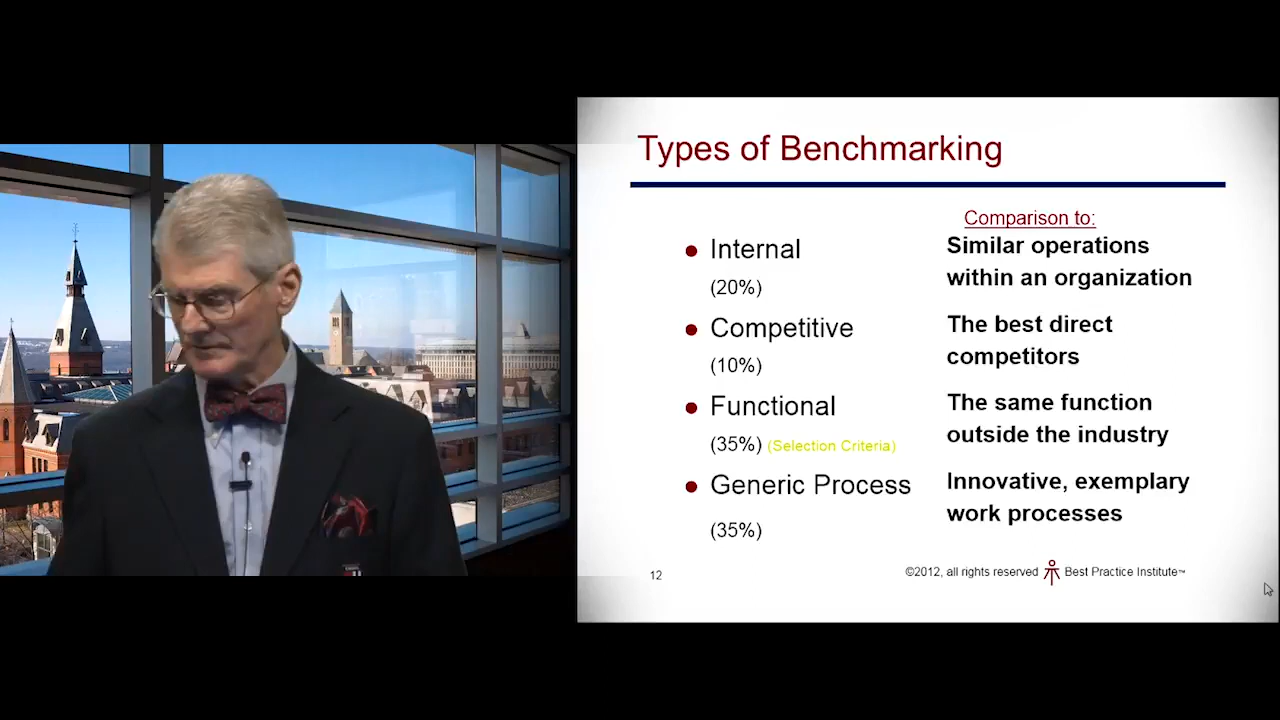 Types of Benchmarking
Comparison to:
Internal
(20%)
Similar operations
within an organization
Competitive
(10%)
The best direct
competitors
Functional
(35%) (Selection Criteria)
The same function
outside the industry
Generic Process
(35%)
Innovative, exemplary
work processes
12
©2012, all rights reserved Best Practice Institute™